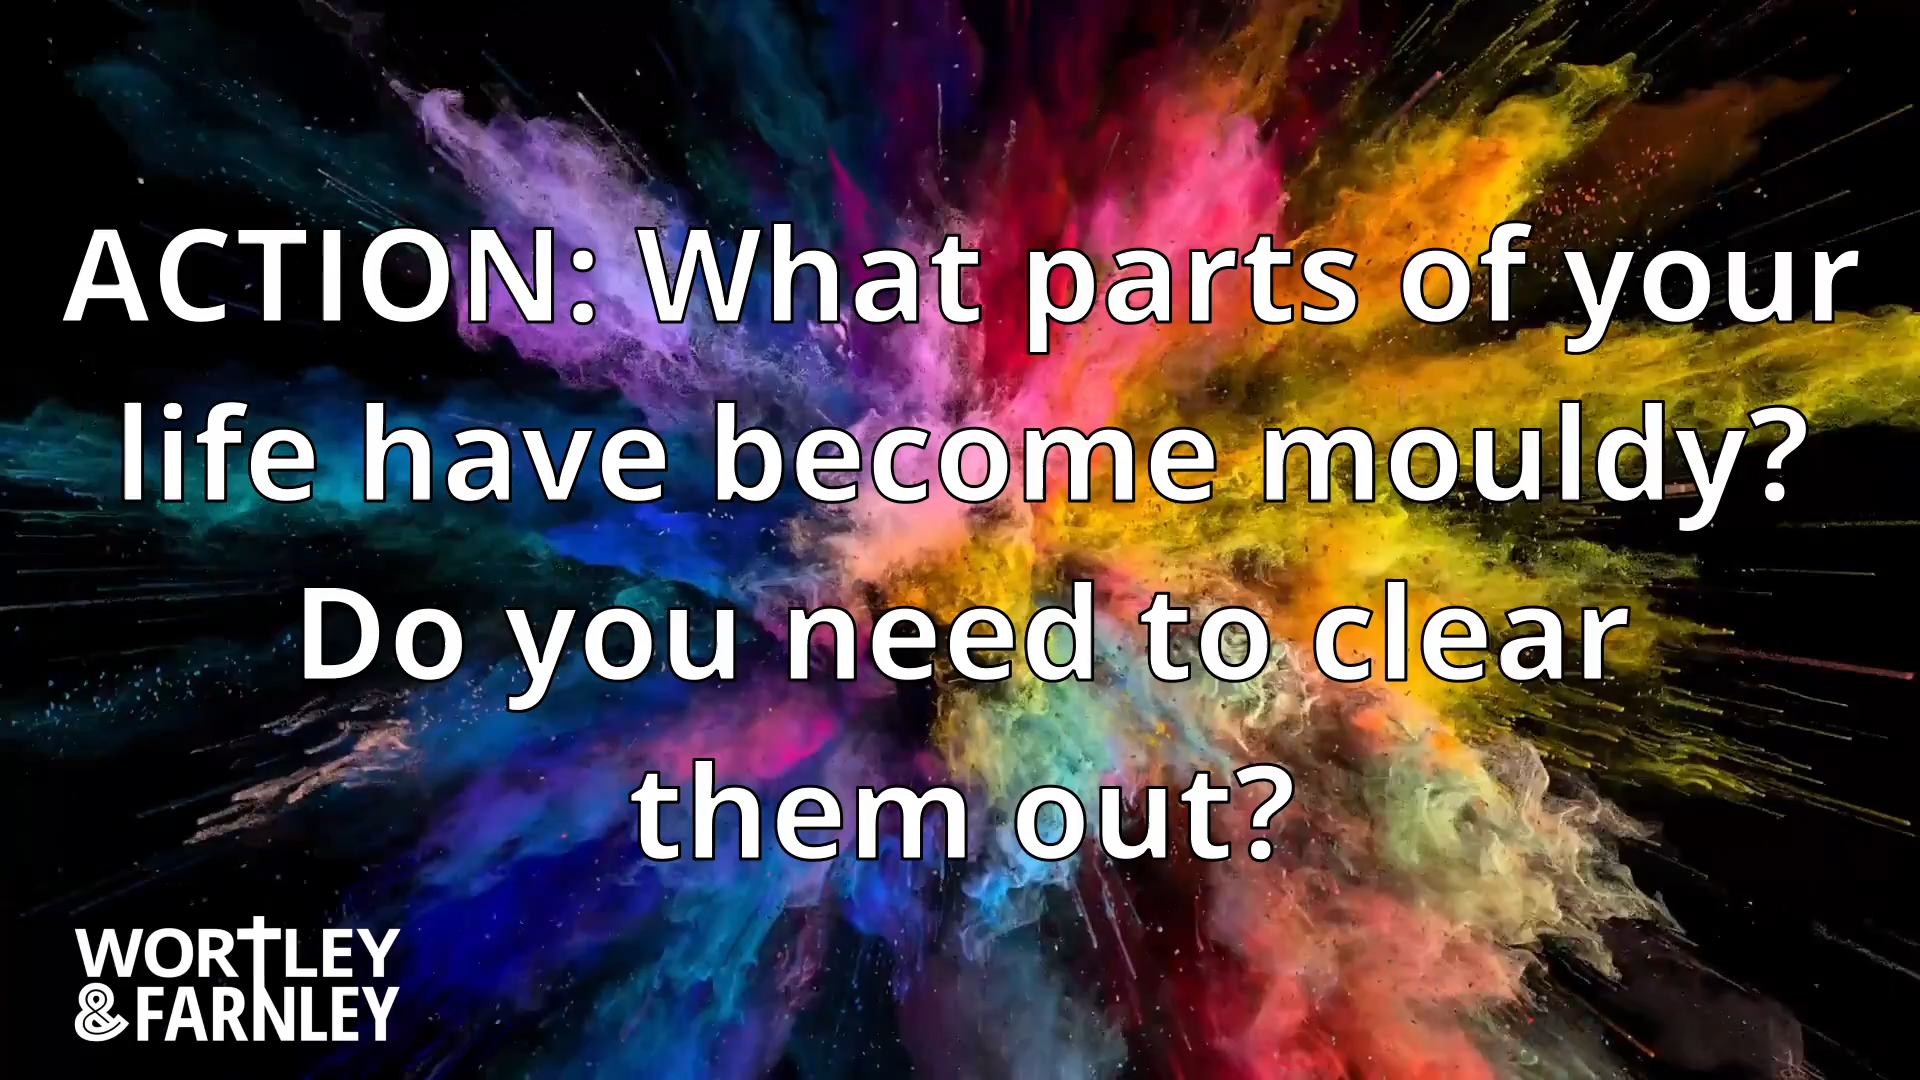 ACTION: What parts of your
life have become mouldy?
Do you need to clear
them out?
WORTLEY
&FARNLEY